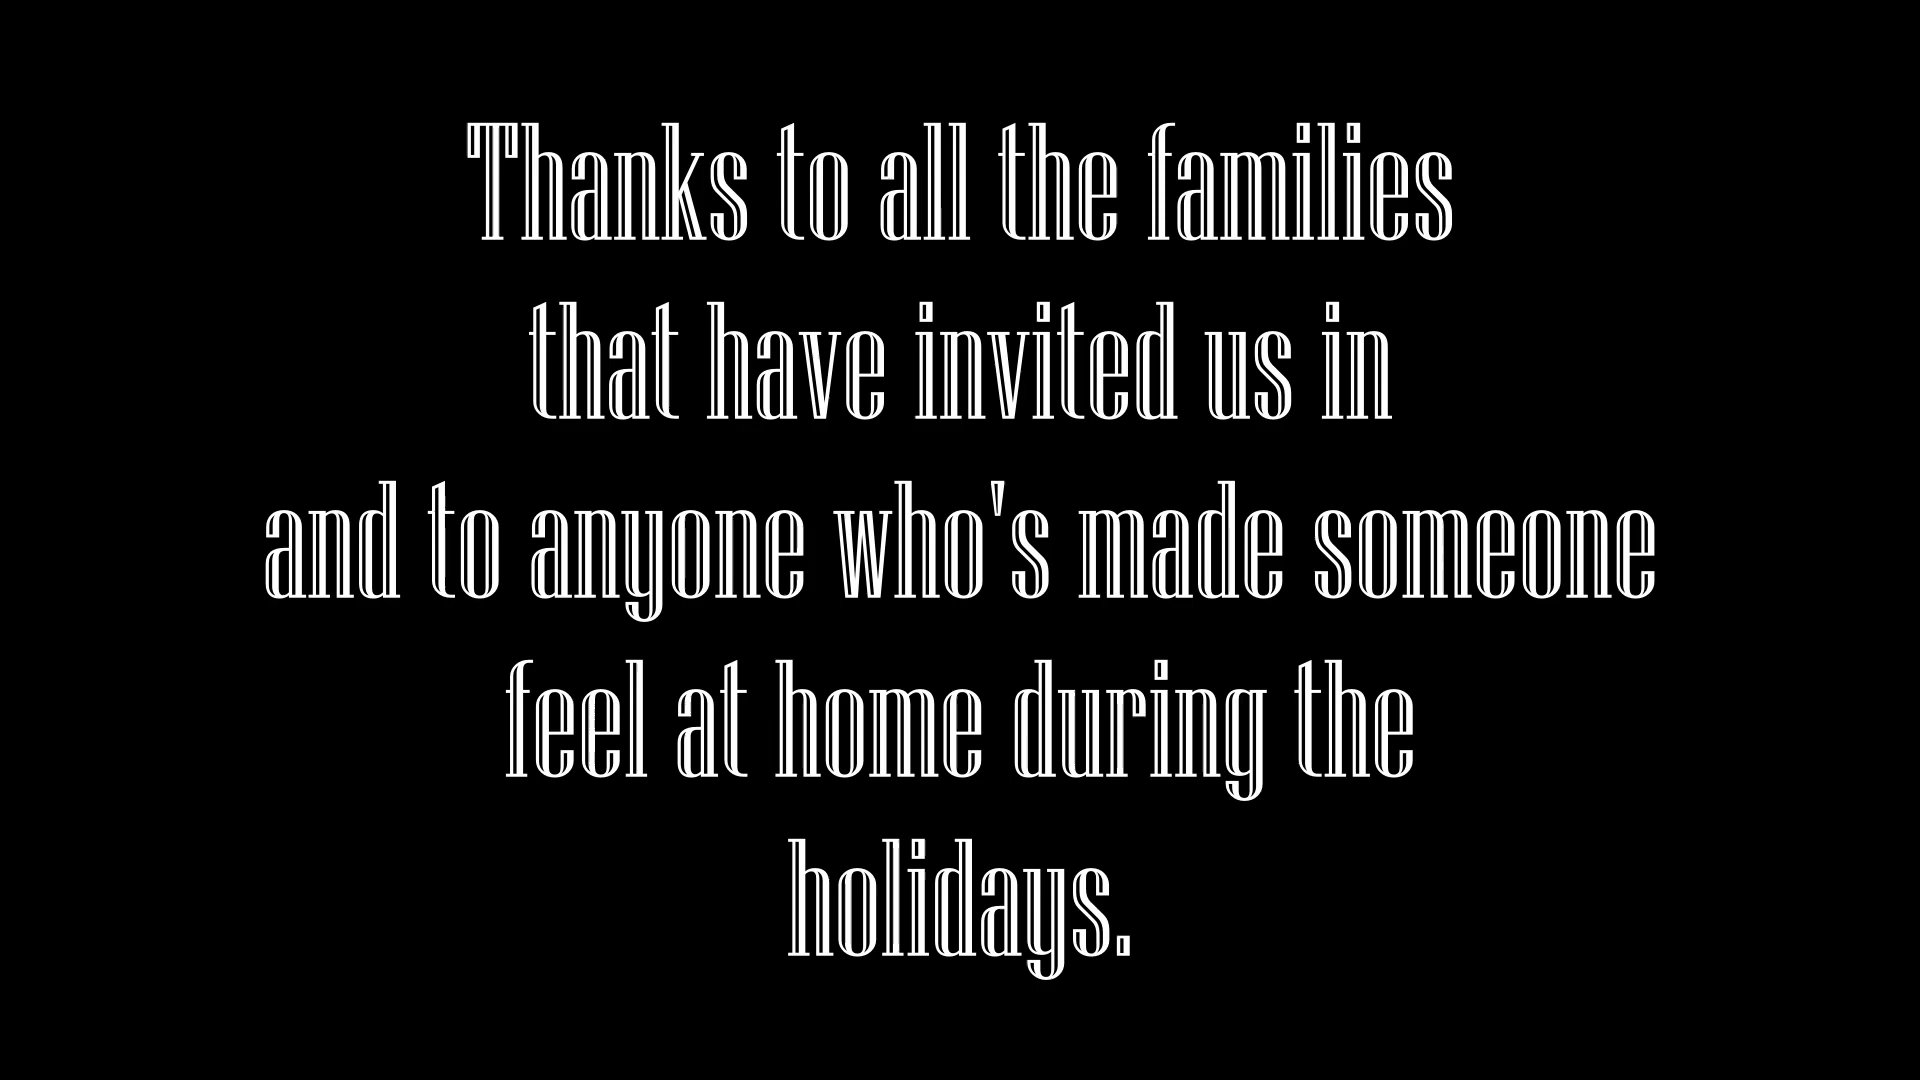 Thanks to all the families
that have invited us in
and to anyone who's made someone
feel at home during the
holidays.